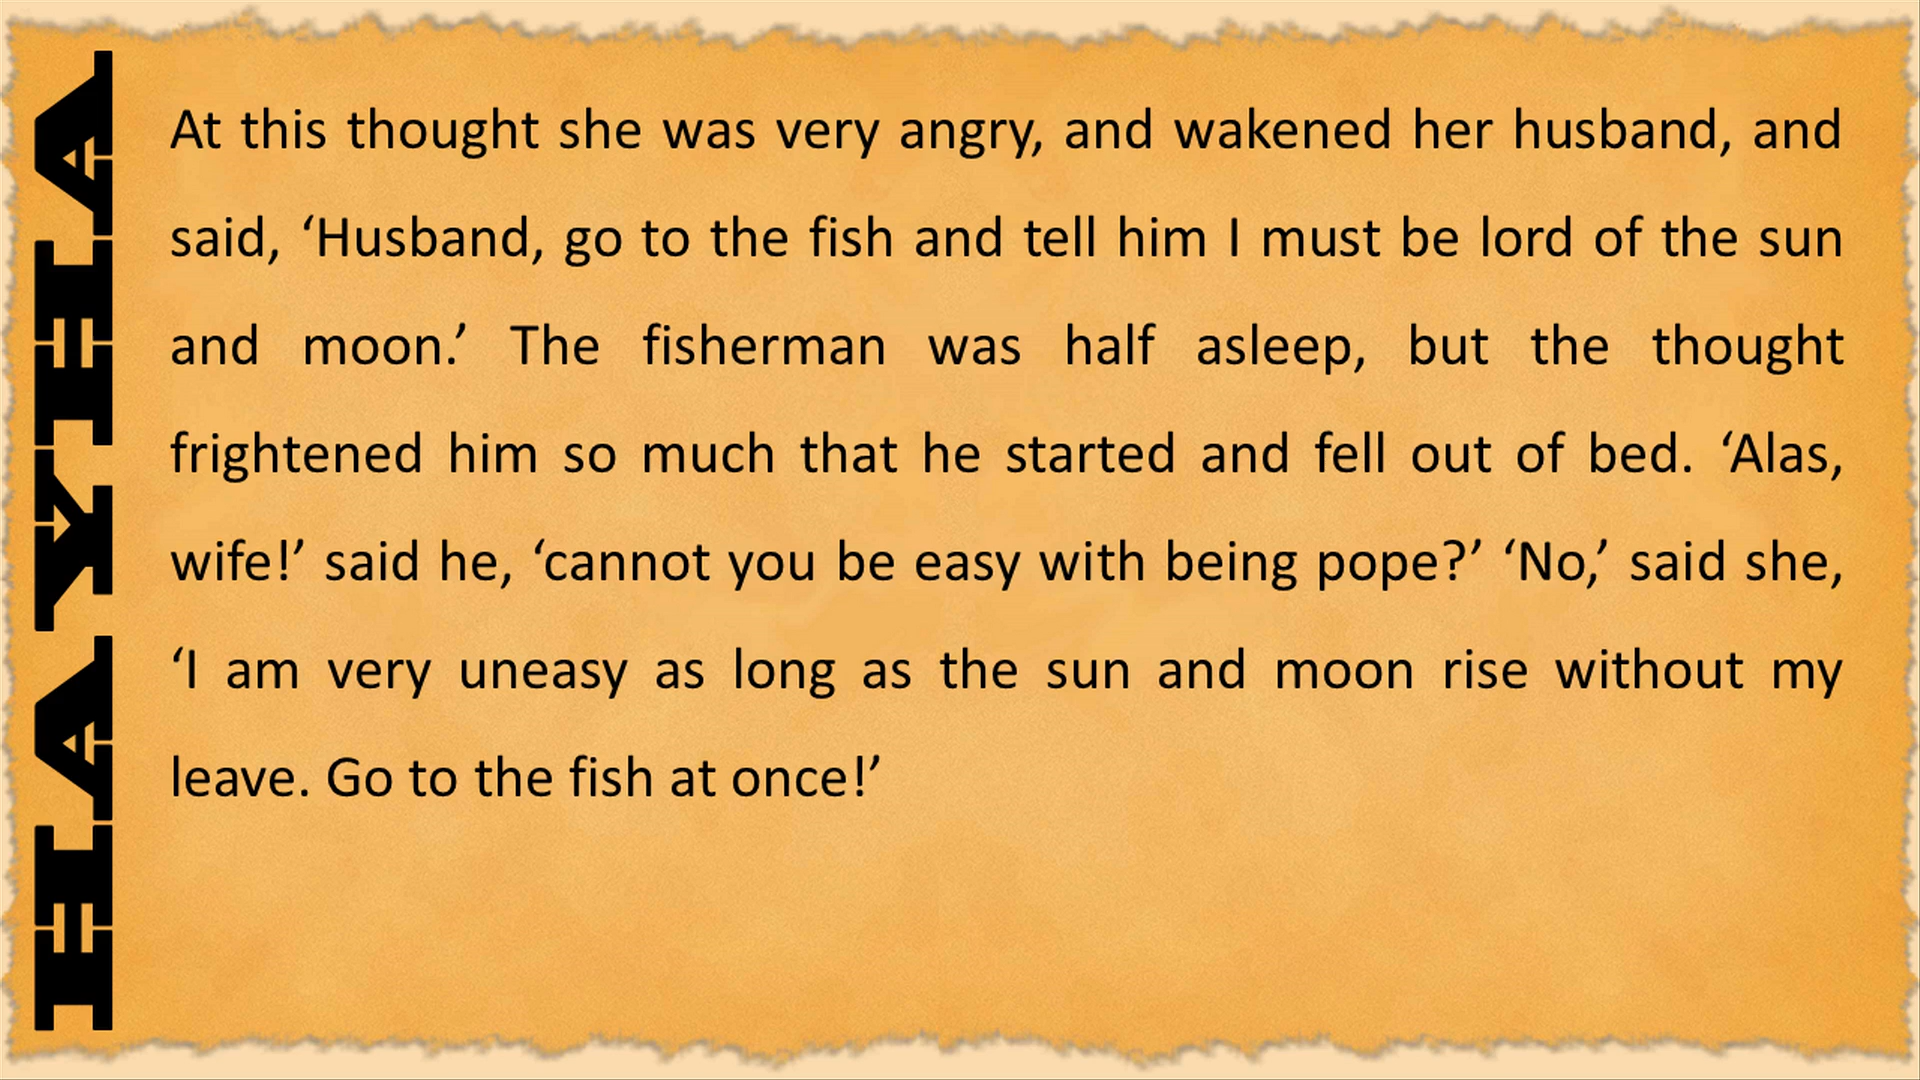 HAYHA
At this thought she was very angry, and wakened her husband, and
said, ‘Husband, go to the fish and tell him I must be lord of the sun
and moon.’ The fisherman was half asleep, but the thought
frightened him so much that he started and fell out of bed. ‘Alas,
wife!’ said he, ‘cannot you be easy with being pope?’ ‘No,’ said she,
‘I am very uneasy as long as the sun and moon rise without my
leave. Go to the fish at once!’